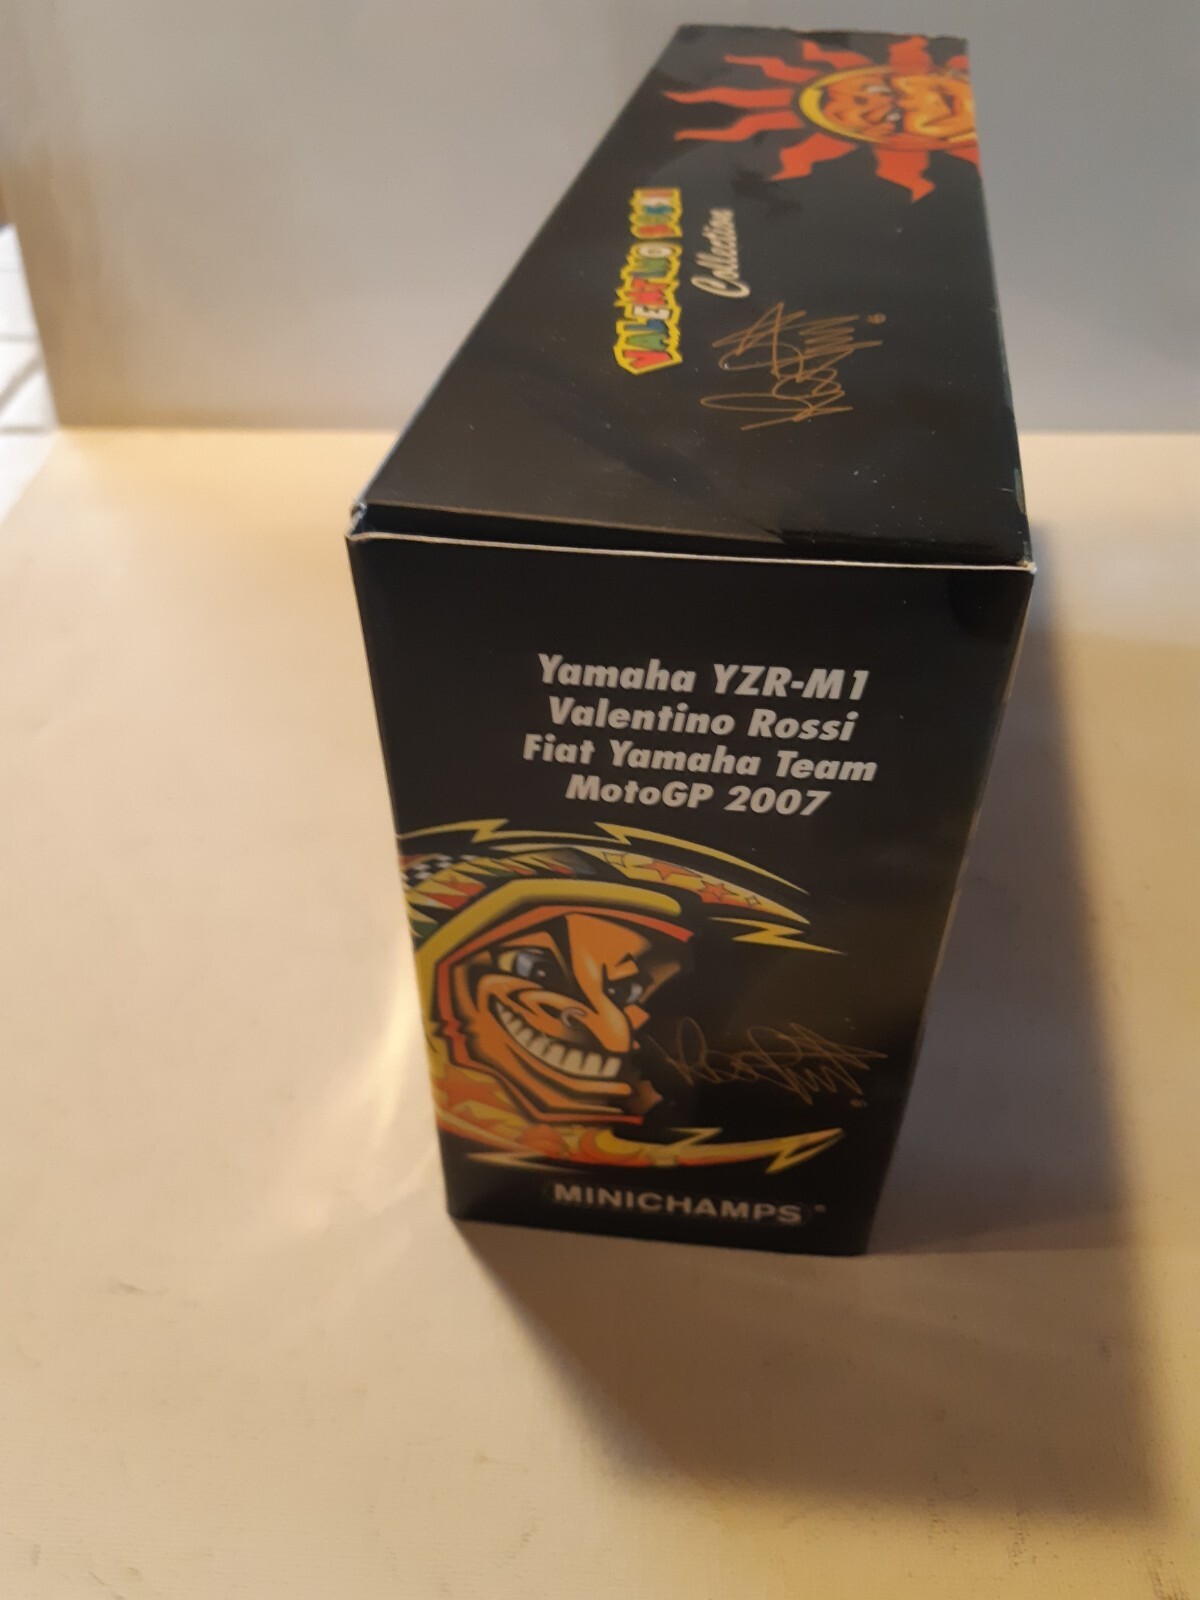 VALENTINO ROSSI
Collection
Yamaha YZR-M1
Valentino Rossi
Fiat Yamaha Team
MotoGP 2007
MINICHAMPS®